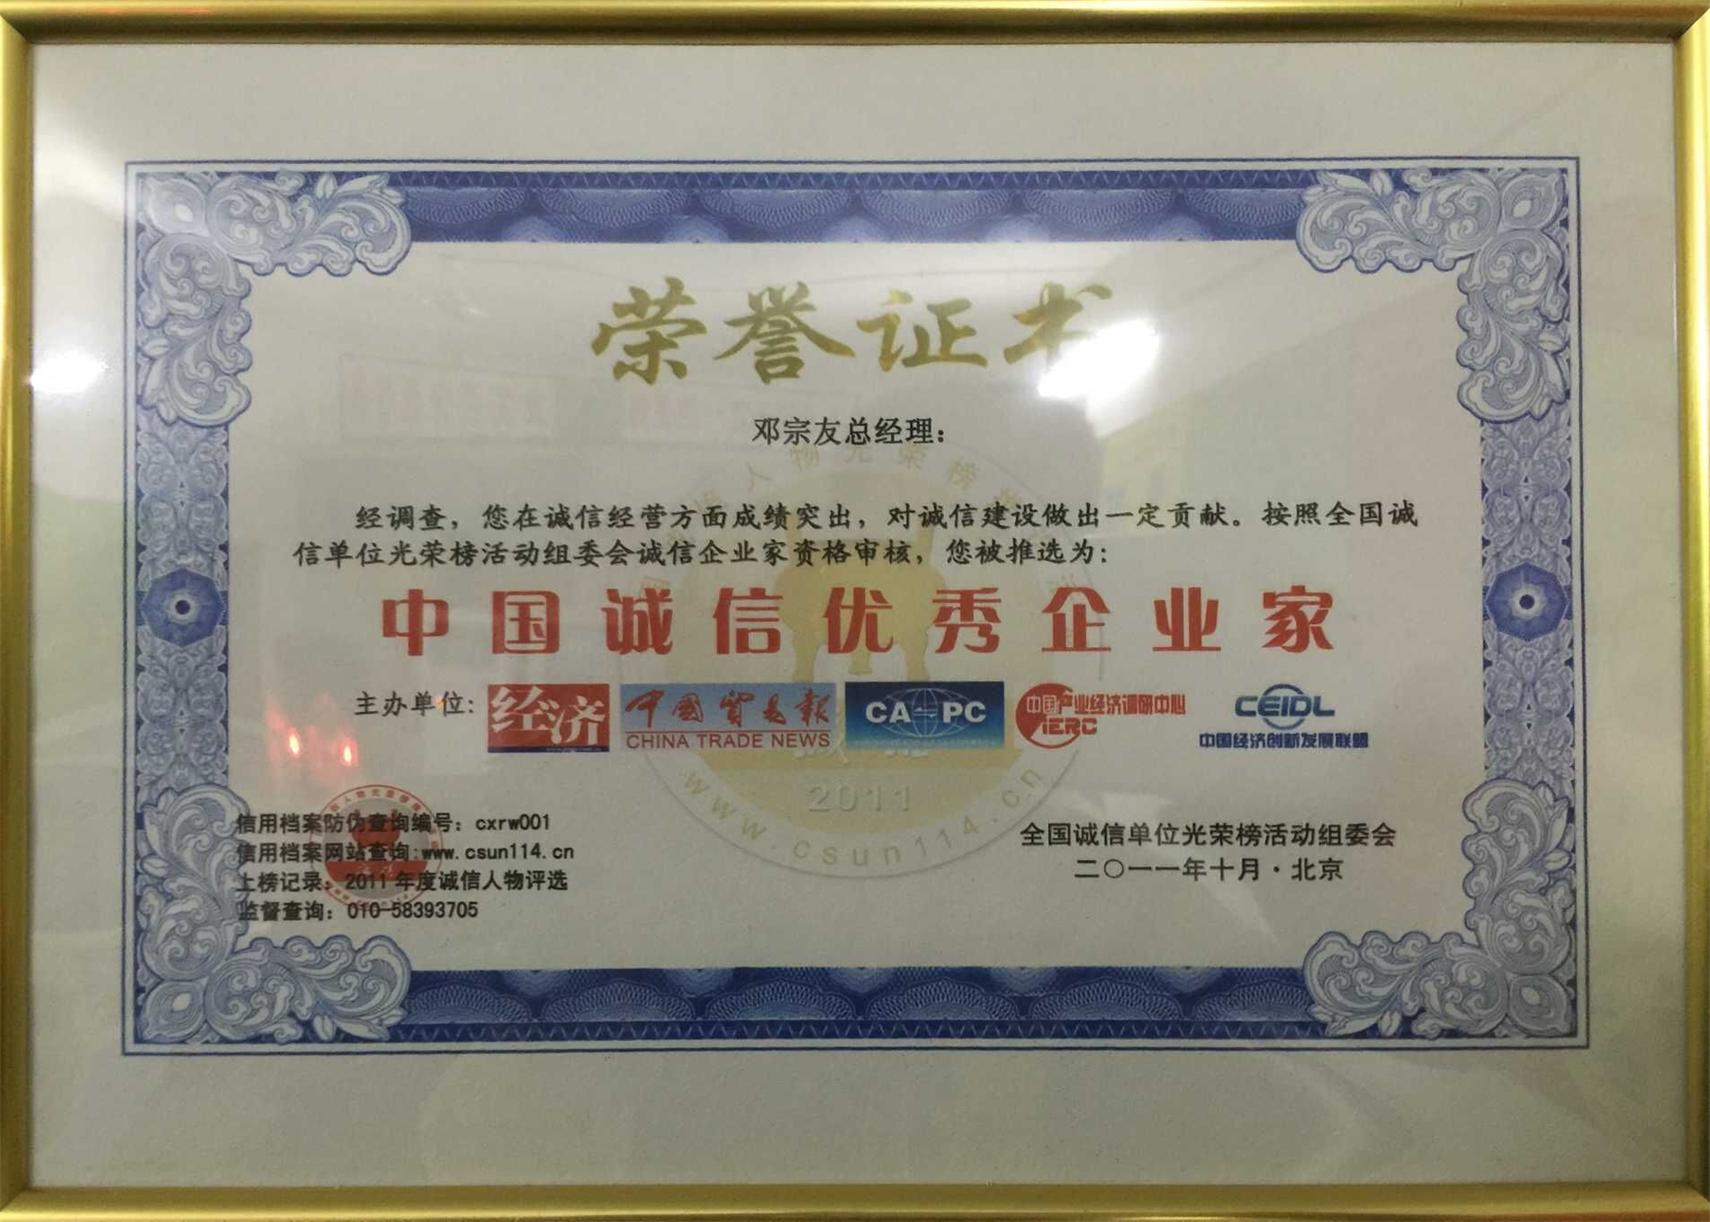 荣誉证书
邓宗友总经理：
经调查，您在诚信经营方面成绩突出，对诚信建设做出一定贡献。按照全国诚
信单位光荣榜活动组委会诚信企业家资格审核，您被推选为：
中国诚信优秀企业家
主办单位：
经济
中国贸易報
CHINA TRADE NEWS
CA PC
中国产业经济调研中心
IERC
CEIDL
中国经济创新发展联盟
2011
www.csun114.cn
信用档案防伪查询编号：cxrw001
信用档案网站查询:www.csun114.cn
上榜记录：2011年度诚信人物评选
监督查询：010-58393705
全国诚信单位光荣榜活动组委会
二〇一一年十月·北京